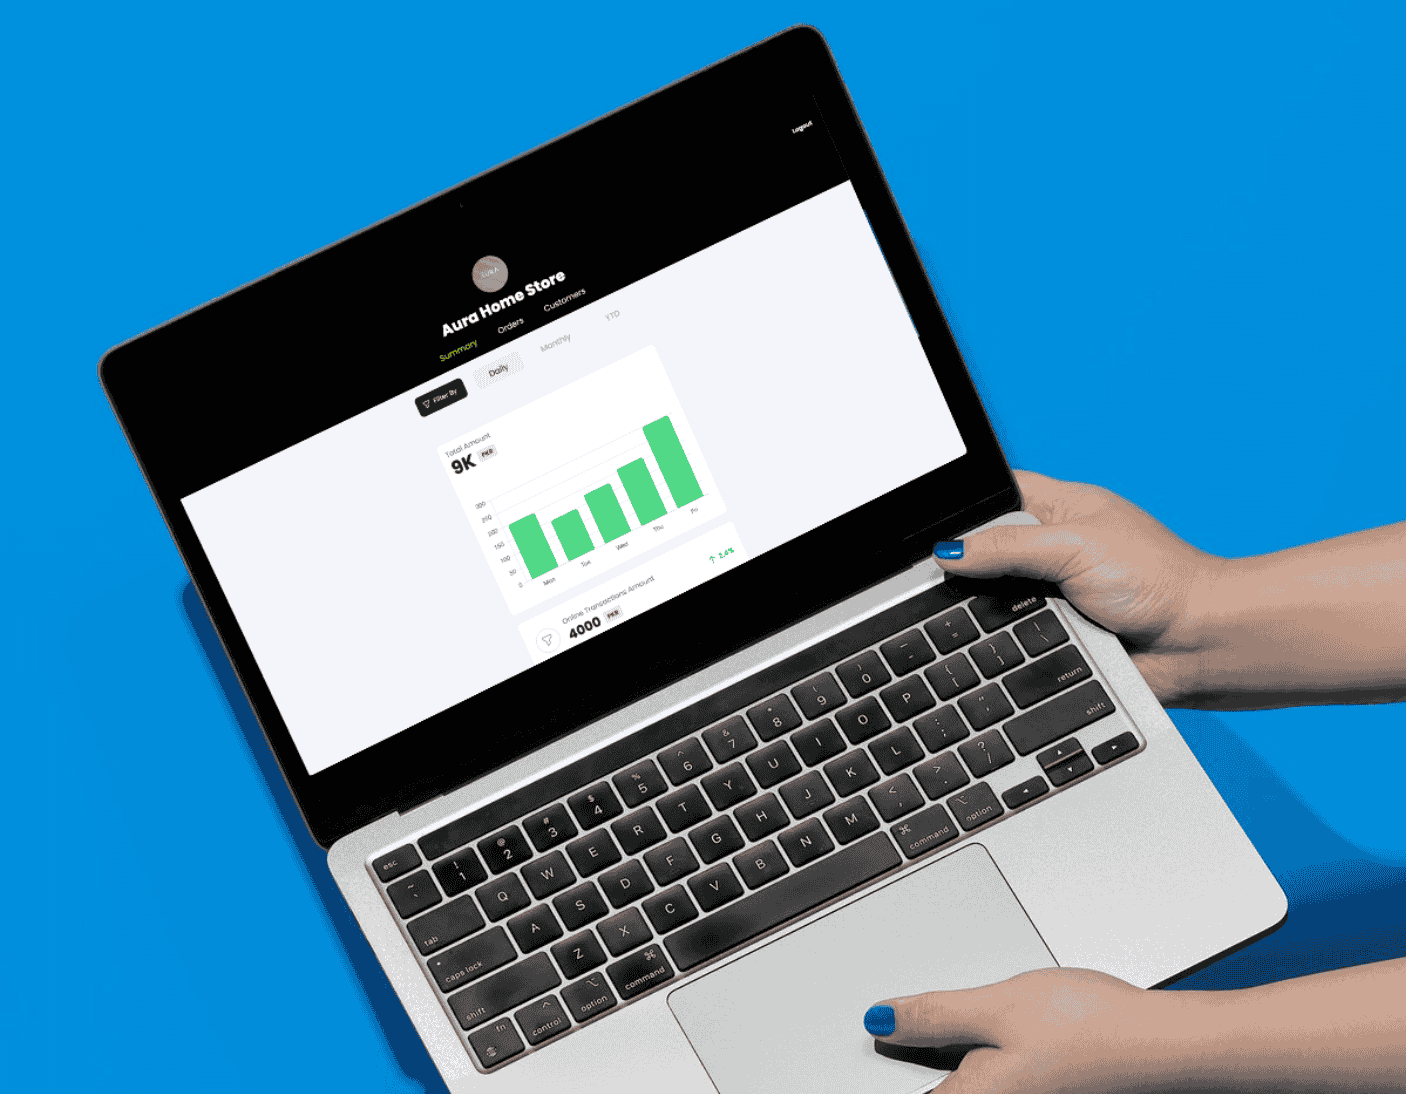 Logout
AURA
Aura Home Store
Summary Orders Customers
Filter By Daily Monthly YTD
Total Amount
9K PKR
300
250
200
150
100
50
0
Mon Tue Wed Thu Fri
Online Transactions Amount
4000 PKR
↑ 2.6%
esc
! 1 @ 2 # 3 $ 4 % 5 ^ 6 & 7 * 8 ( 9 ) 0 _ - + = delete
~ `
tab Q W E R T Y U I O P { [ } ] | \
caps lock A S D F G H J K L : ; " ' return
shift Z X C V B N M < , > . ? / shift
fn control option command command option